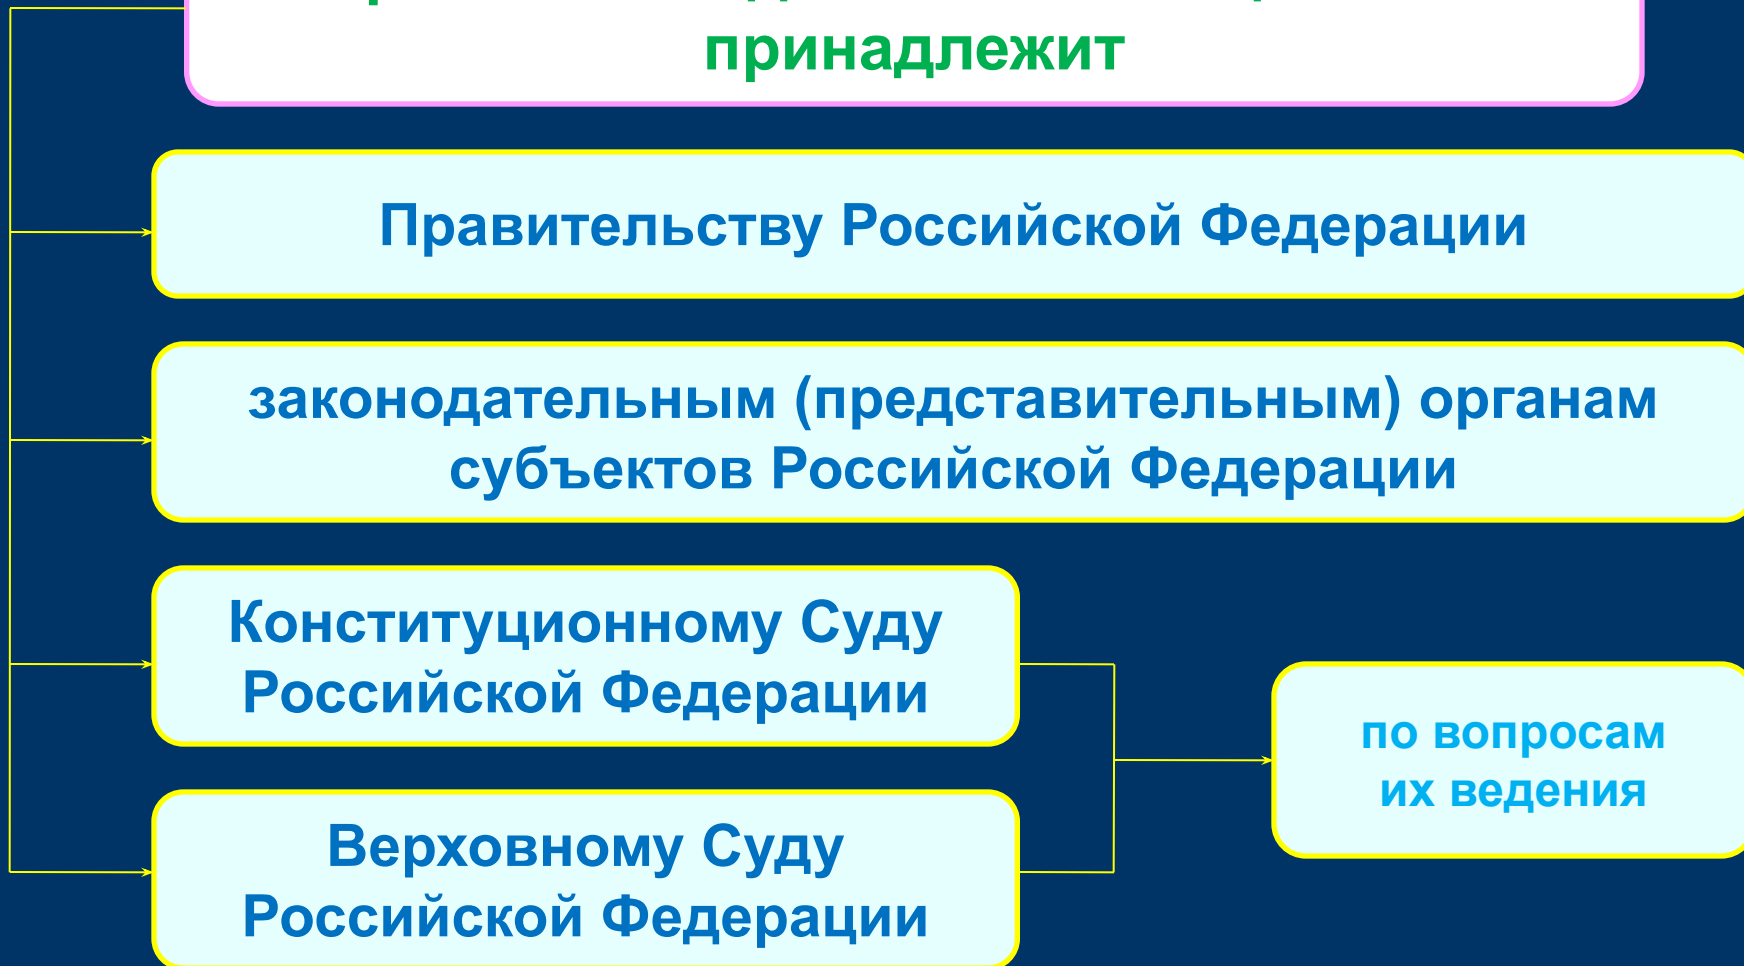 принадлежит
Правительству Российской Федерации
законодательным (представительным) органам
субъектов Российской Федерации
Конституционному Суду
Российской Федерации
по вопросам
их ведения
Верховному Суду
Российской Федерации